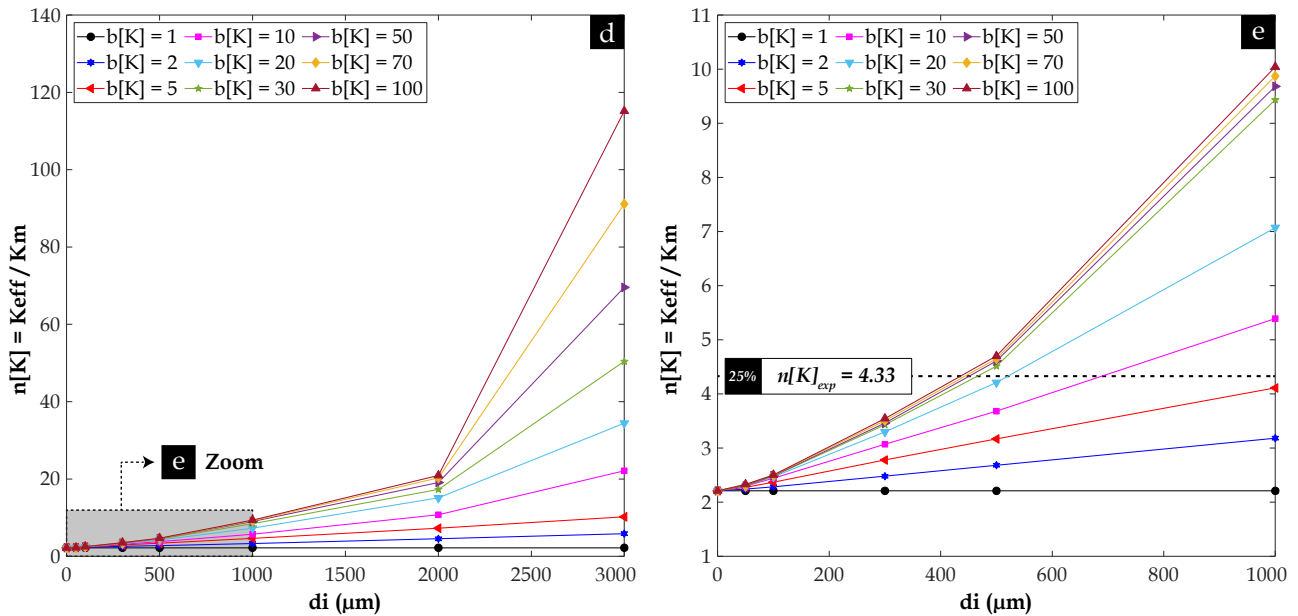 d
b[K] = 1 b[K] = 10 b[K] = 50
b[K] = 2 b[K] = 20 b[K] = 70
b[K] = 5 b[K] = 30 b[K] = 100
140
120
100
80
60
40
20
0
n[K] = Keff / Km
e Zoom
0 500 1000 2000 3000
di (μm)
e
b[K] = 1 b[K] = 10 b[K] = 50
b[K] = 2 b[K] = 20 b[K] = 70
b[K] = 5 b[K] = 30 b[K] = 100
11
10
9
8
7
6
5
4
3
2
1
n[K] = Keff / Km
25% n[K]exp = 4.33
0 200 400 600 800 1000
di (μm)